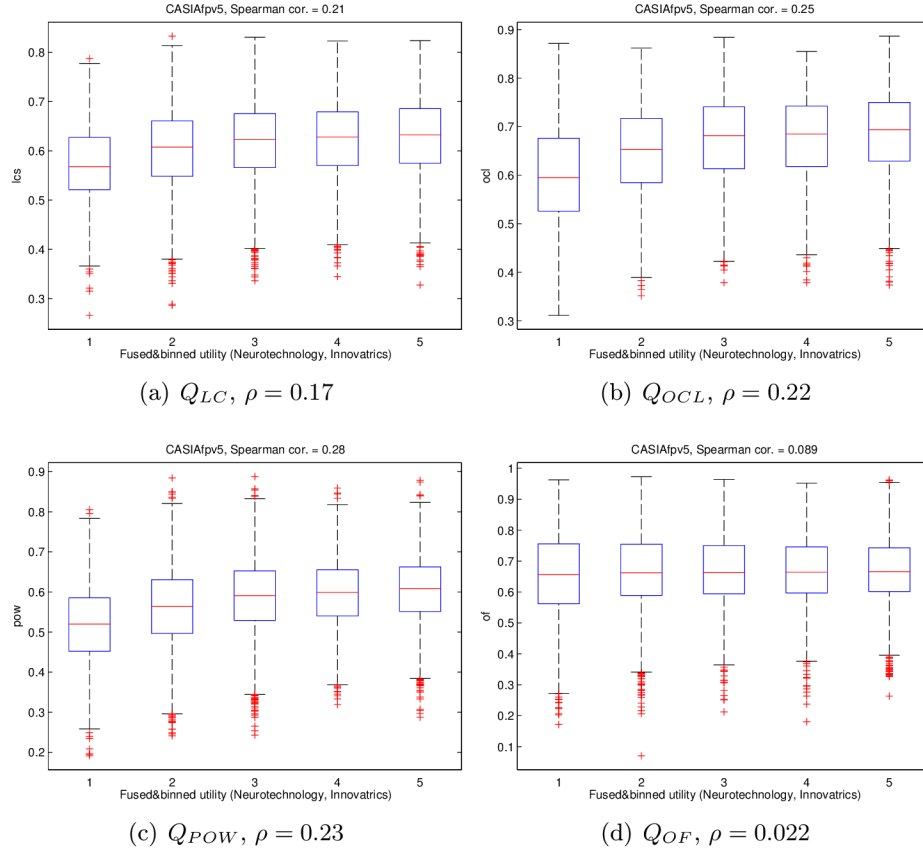 CASIAfpv5, Spearman cor. = 0.21
lcs
0.8
0.7
0.6
0.5
0.4
0.3
1 2 3 4 5
Fused&binned utility (Neurotechnology, Innovatrics)
(a) Q_LC, ρ = 0.17
CASIAfpv5, Spearman cor. = 0.25
ocl
0.9
0.8
0.7
0.6
0.5
0.4
0.3
1 2 3 4 5
Fused&binned utility (Neurotechnology, Innovatrics)
(b) Q_OCL, ρ = 0.22
CASIAfpv5, Spearman cor. = 0.28
pow
0.9
0.8
0.7
0.6
0.5
0.4
0.3
0.2
1 2 3 4 5
Fused&binned utility (Neurotechnology, Innovatrics)
(c) Q_POW, ρ = 0.23
CASIAfpv5, Spearman cor. = 0.089
of
1
0.9
0.8
0.7
0.6
0.5
0.4
0.3
0.2
0.1
1 2 3 4 5
Fused&binned utility (Neurotechnology, Innovatrics)
(d) Q_OF, ρ = 0.022